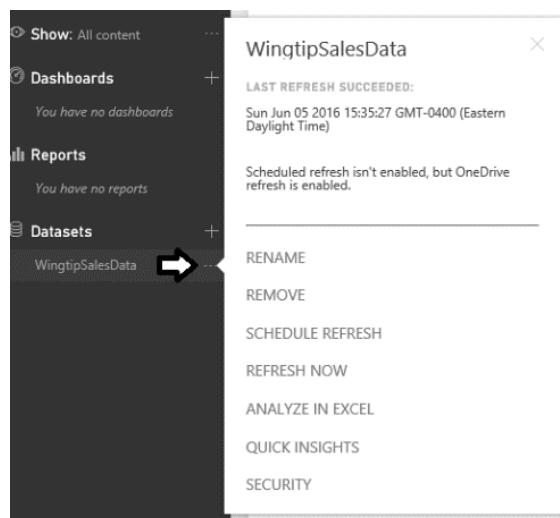 Show: All content
Dashboards
You have no dashboards
Reports
You have no reports
Datasets
WingtipSalesData
WingtipSalesData
LAST REFRESH SUCCEEDED:
Sun Jun 05 2016 15:35:27 GMT-0400 (Eastern
Daylight Time)
Scheduled refresh isn't enabled, but OneDrive
refresh is enabled.
RENAME
REMOVE
SCHEDULE REFRESH
REFRESH NOW
ANALYZE IN EXCEL
QUICK INSIGHTS
SECURITY